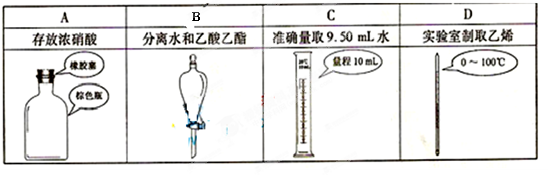 A B C D
存放浓硝酸 分离水和乙酸乙酯 准确量取9.50 mL水 实验室制取乙烯
橡胶塞
棕色瓶
量程10 mL
0～100℃